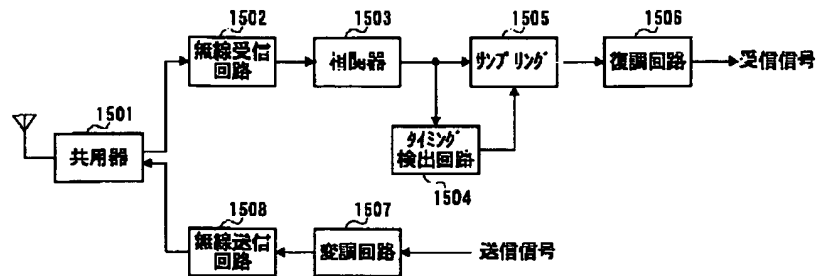 1502
無線受信
回路
1503
相関器
1505
サンプリング
1506
復調回路
受信信号
1501
共用器
タイミング
検出回路
1504
1508
無線送信
回路
1507
変調回路
送信信号